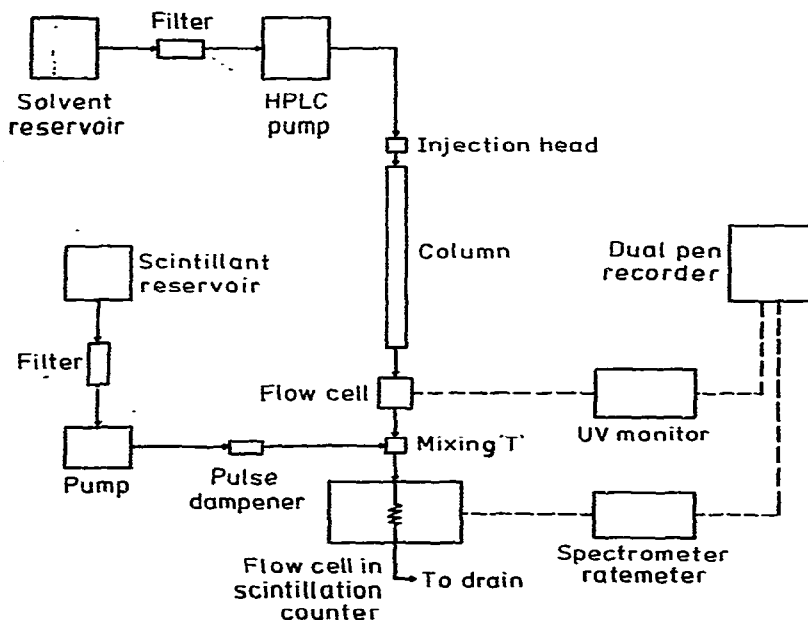 Filter
Solvent
reservoir
HPLC
pump
Injection head
Column
Scintillant
reservoir
Dual pen
recorder
Filter
Flow cell
UV monitor
Pump
Pulse
dampener
Mixing 'T'
Flow cell in
scintillation
counter
To drain
Spectrometer
ratemeter